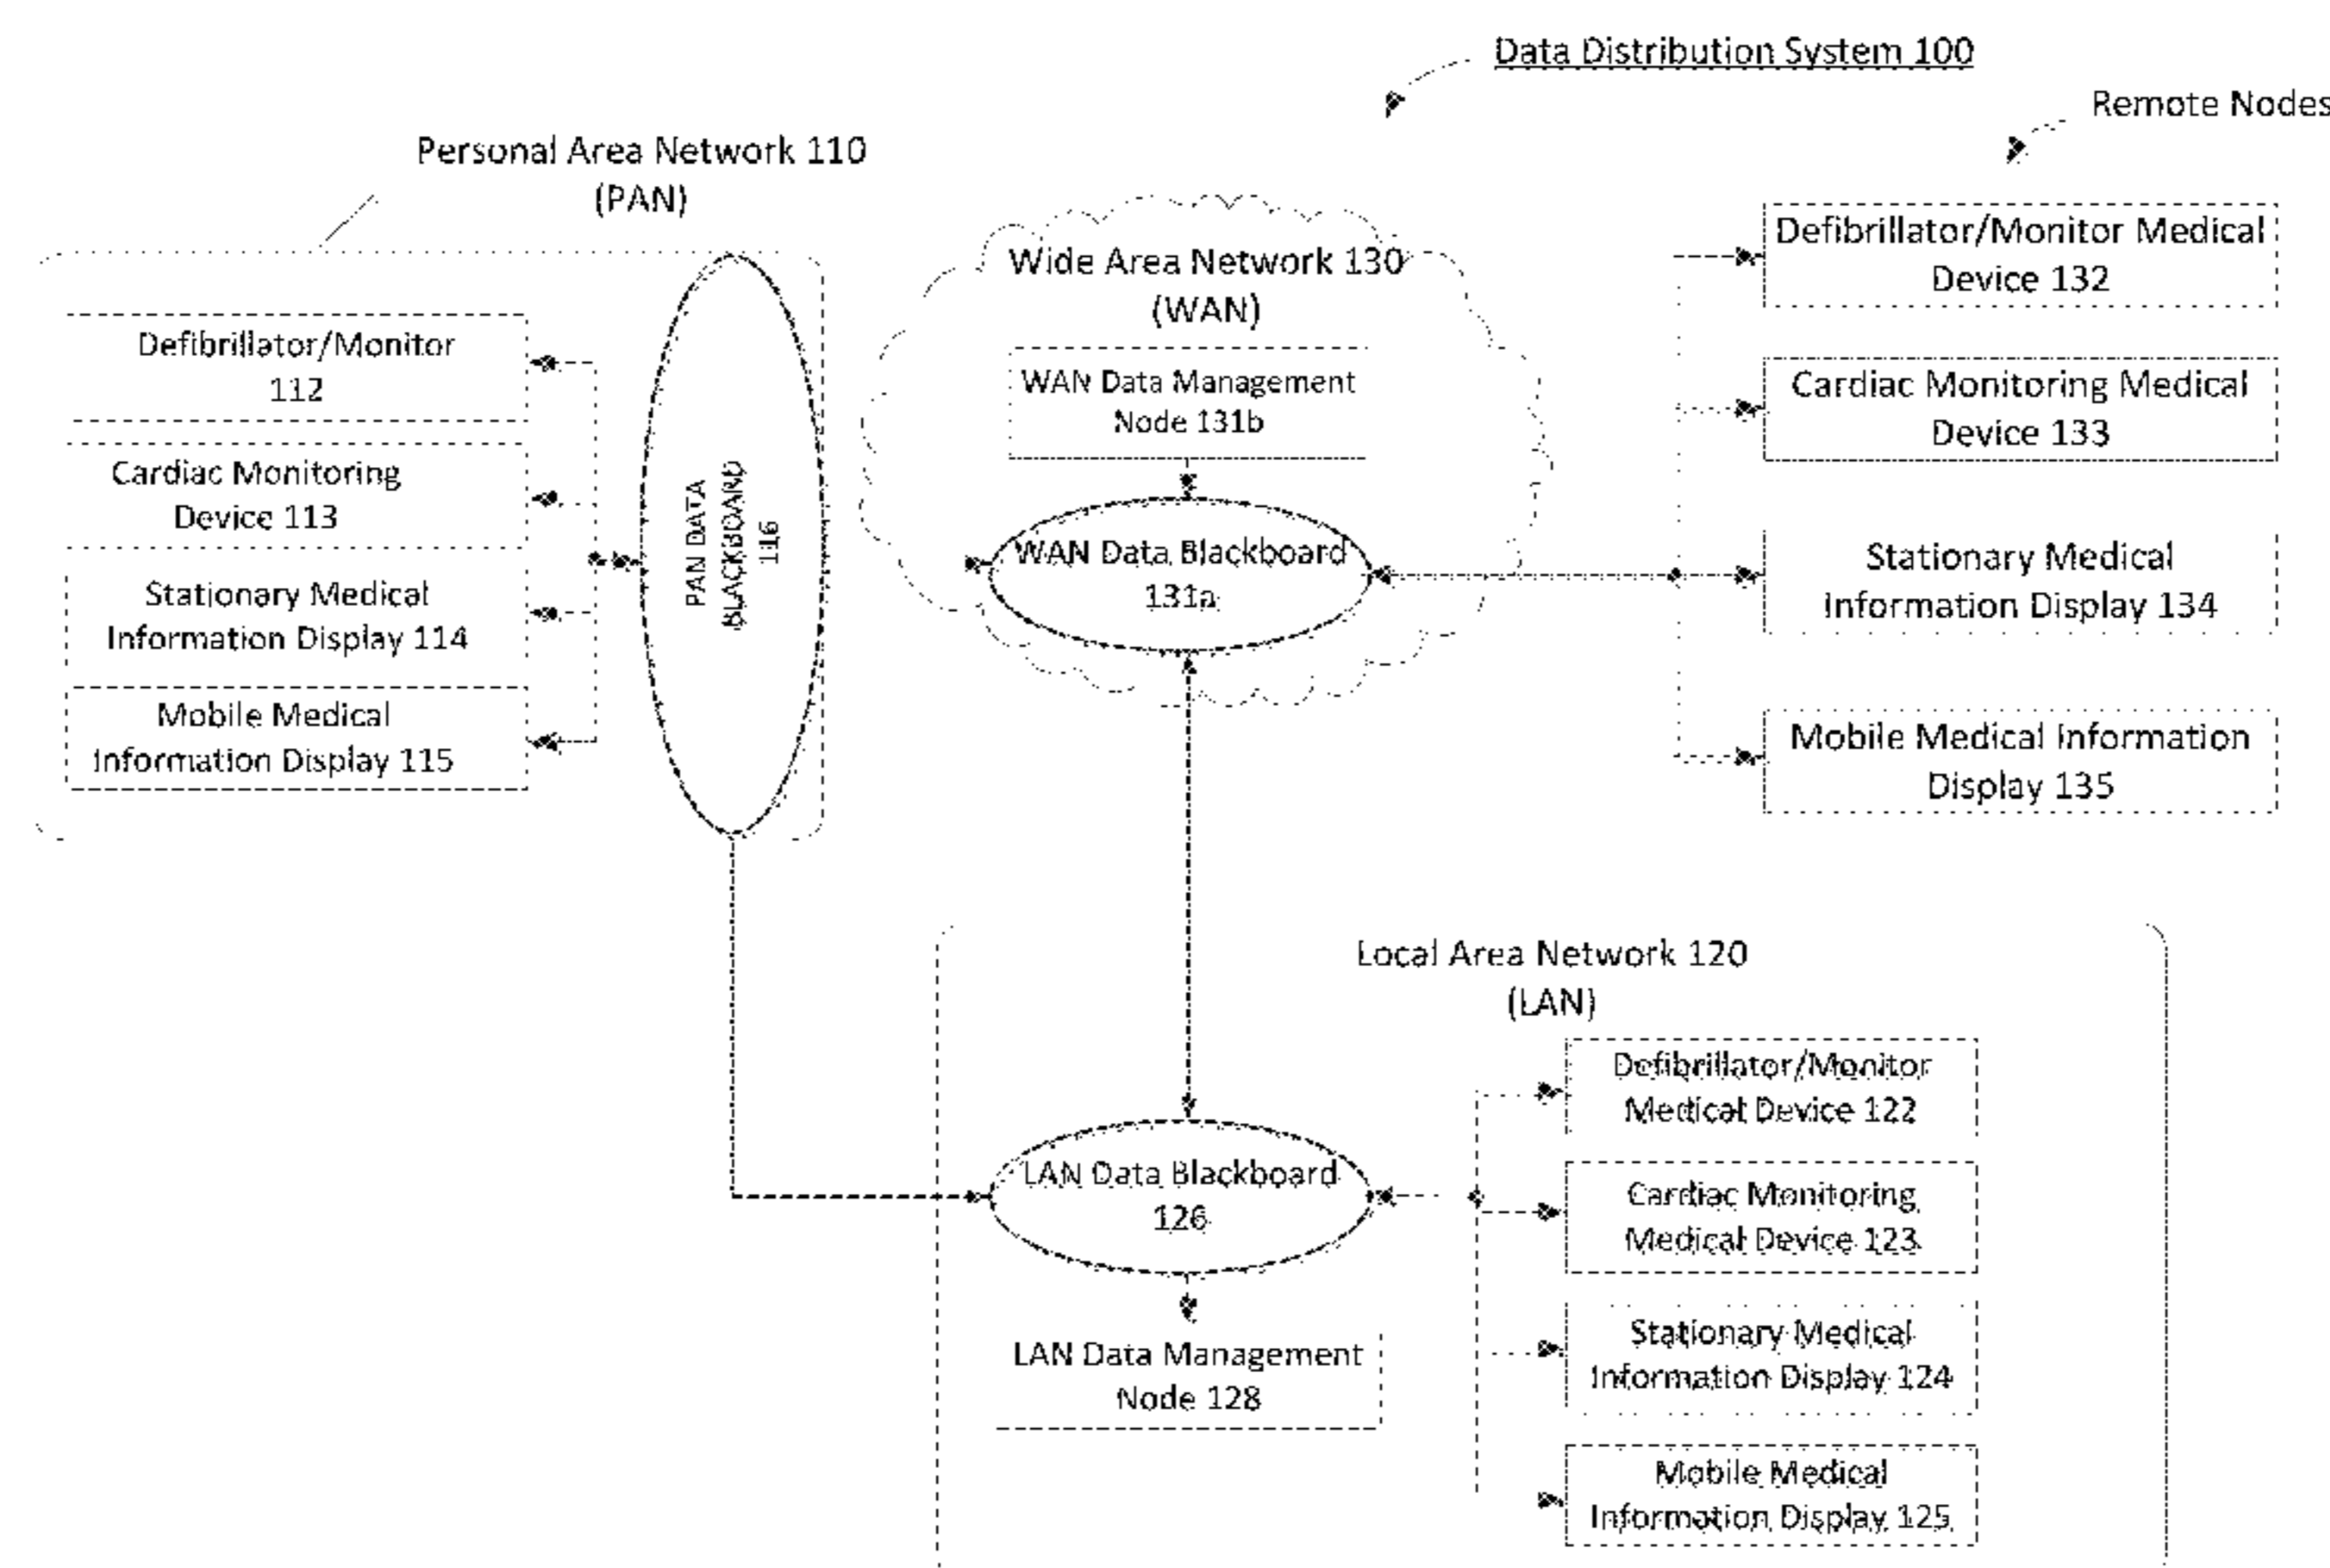 Data Distribution System 100
Remote Nodes
Personal Area Network 110
(PAN)
Defibrillator/Monitor
112
Cardiac Monitoring
Device 113
Stationary Medical
Information Display 114
Mobile Medical
Information Display 115
PAN DATA
BLACKBOARD
116
Wide Area Network 130
(WAN)
WAN Data Management
Node 131b
WAN Data Blackboard
131a
Defibrillator/Monitor Medical
Device 132
Cardiac Monitoring Medical
Device 133
Stationary Medical
Information Display 134
Mobile Medical Information
Display 135
Local Area Network 120
(LAN)
LAN Data Blackboard
126
LAN Data Management
Node 128
Defibrillator/Monitor
Medical Device 122
Cardiac Monitoring
Medical Device 123
Stationary Medical
Information Display 124
Mobile Medical
Information Display 125